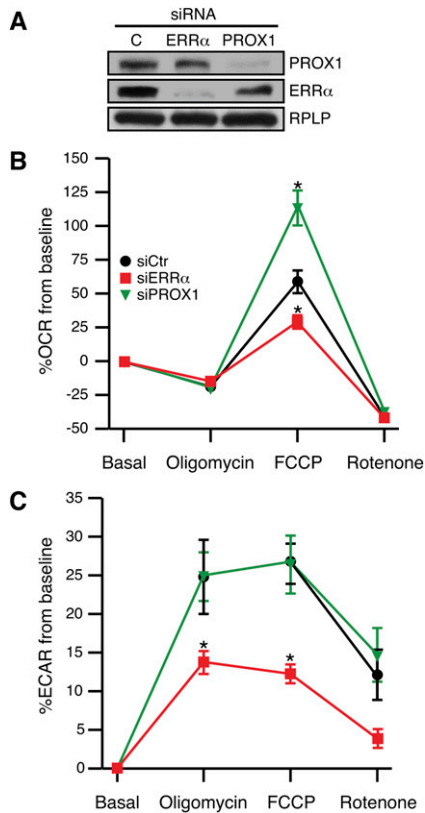 A
siRNA
C ERRα PROX1
PROX1
ERRα
RPLP
B
150
125
100
75
50
25
0
-25
-50
%OCR from baseline
siCtr
siERRα
siPROX1
*
*
Basal Oligomycin FCCP Rotenone
C
35
30
25
20
15
10
5
0
%ECAR from baseline
* *
Basal Oligomycin FCCP Rotenone